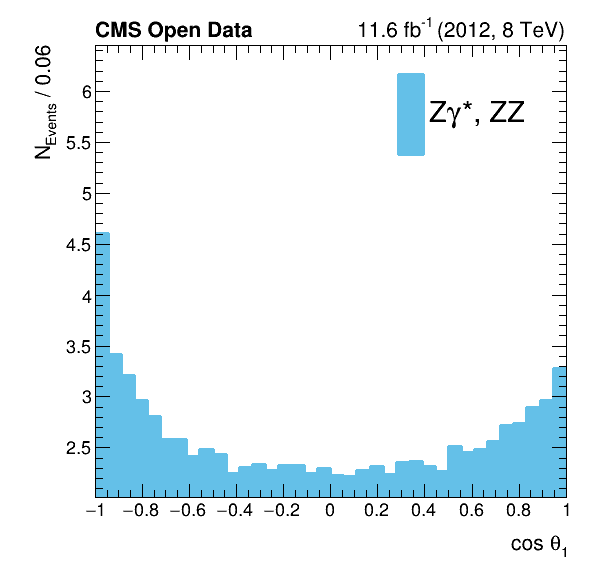 CMS Open Data 11.6 fb⁻¹ (2012, 8 TeV)
N_Events / 0.06
Zγ*, ZZ
6
5.5
5
4.5
4
3.5
3
2.5
−1 −0.8 −0.6 −0.4 −0.2 0 0.2 0.4 0.6 0.8 1
cos θ₁